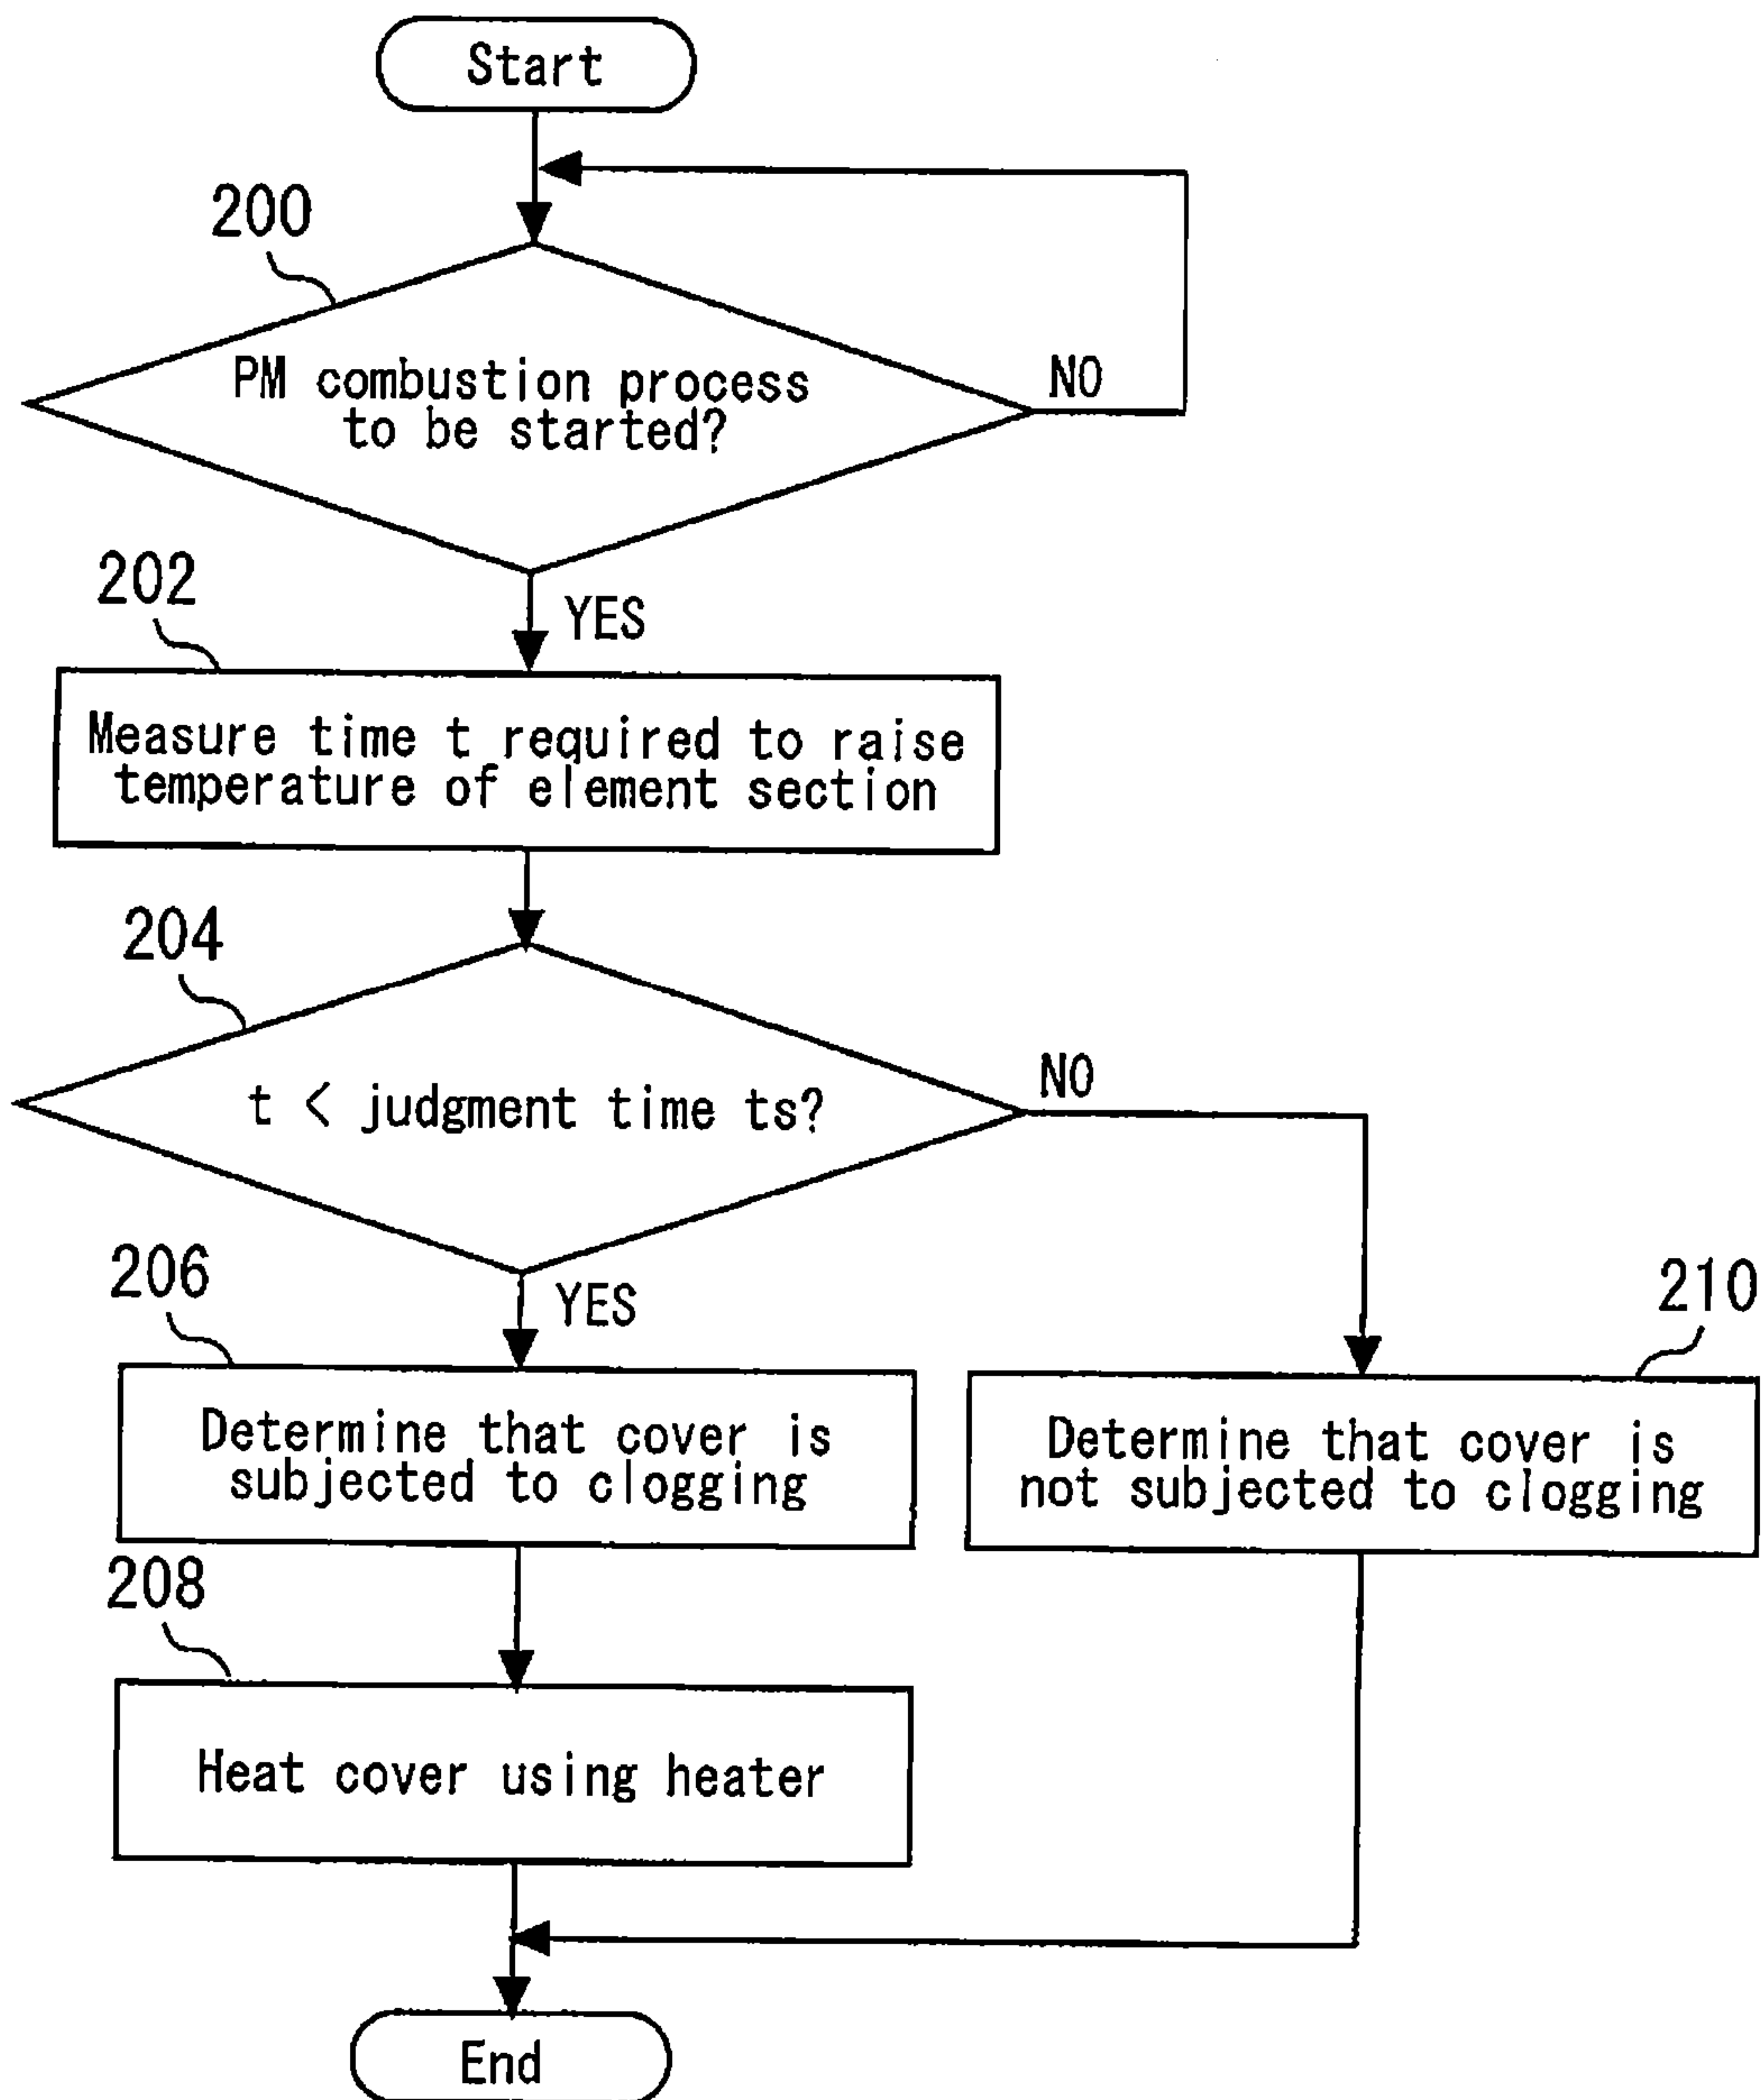 Start
200
PM combustion process
to be started?
NO
202
YES
Measure time t required to raise
temperature of element section
204
t < judgment time ts?
NO
206
YES
210
Determine that cover is
subjected to clogging
Determine that cover is
not subjected to clogging
208
Heat cover using heater
End